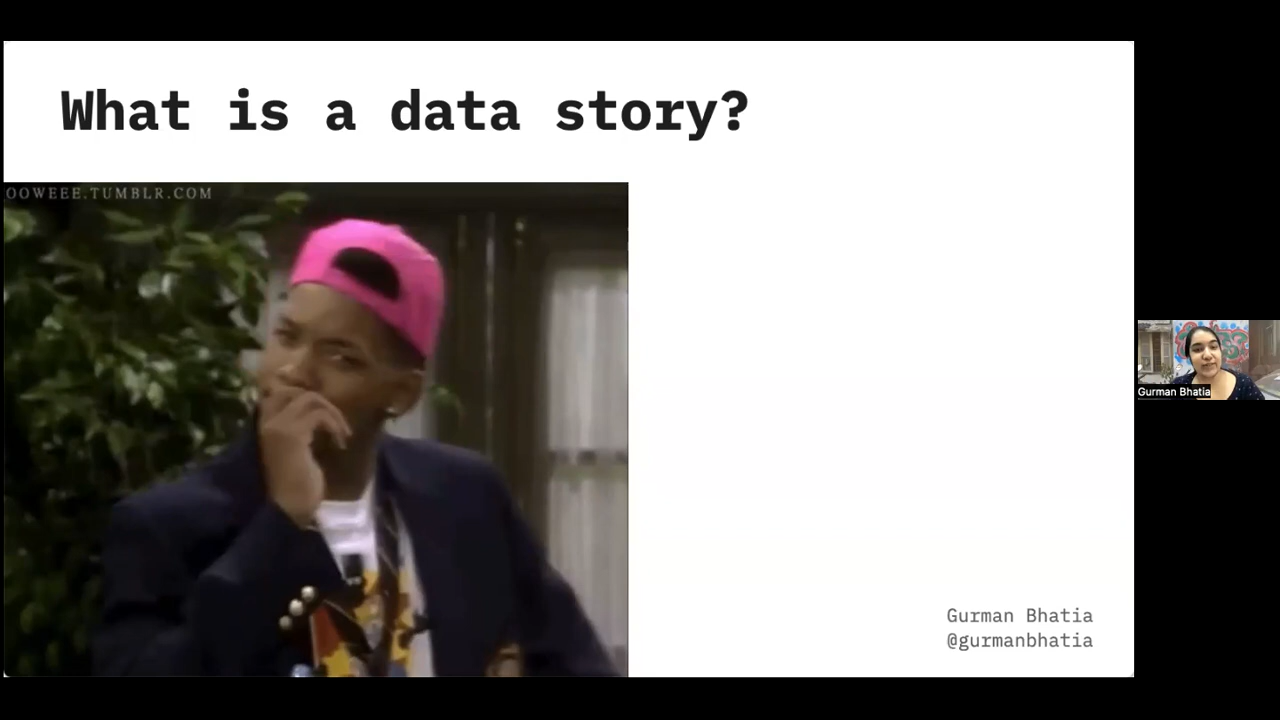 What is a data story?
OOWEEE.TUMBLR.COM
Gurman Bhatia
Gurman Bhatia
@gurmanbhatia